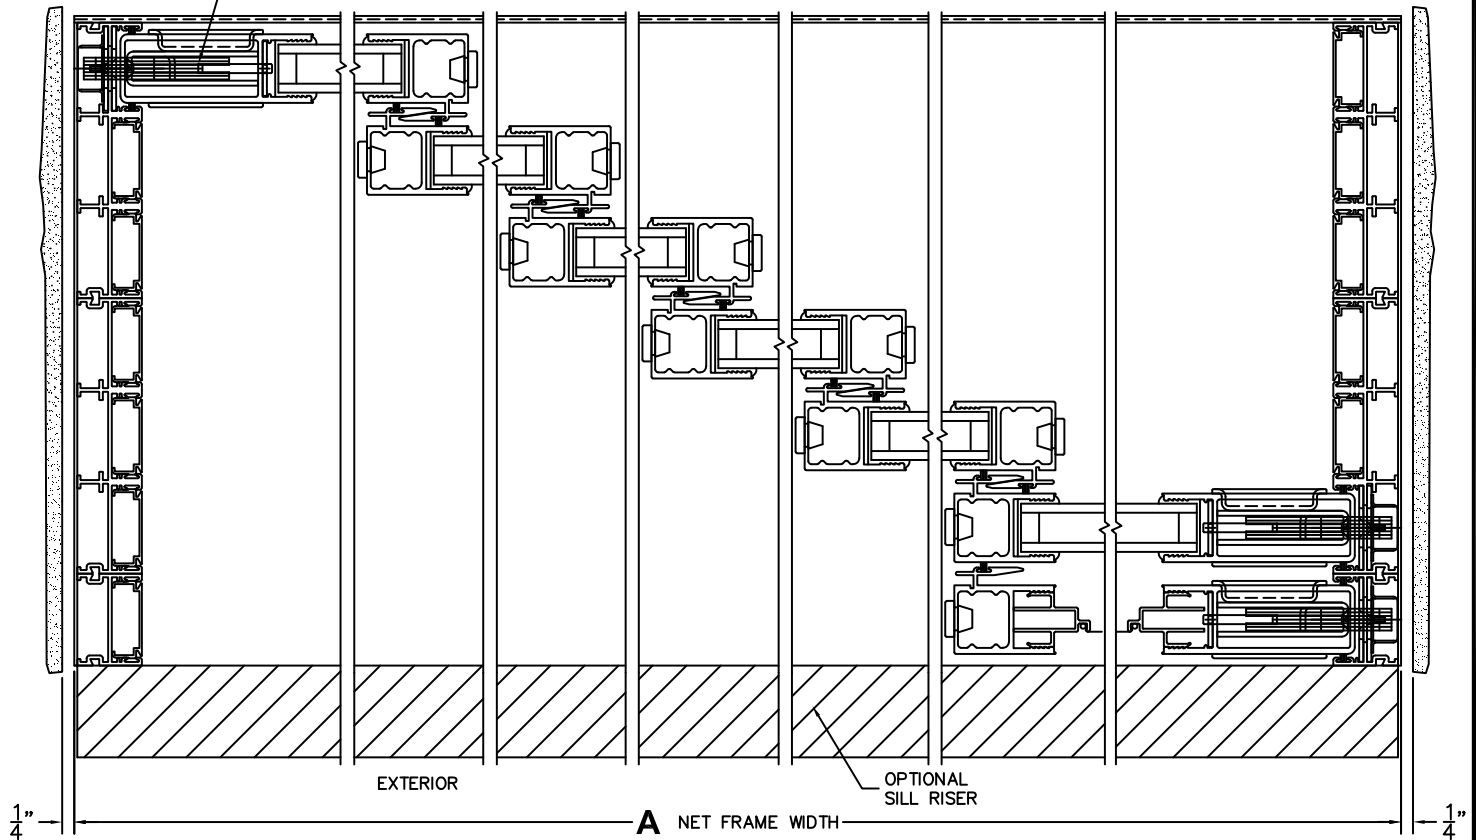 EXTERIOR
OPTIONAL
SILL RISER
1/4" A NET FRAME WIDTH 1/4"